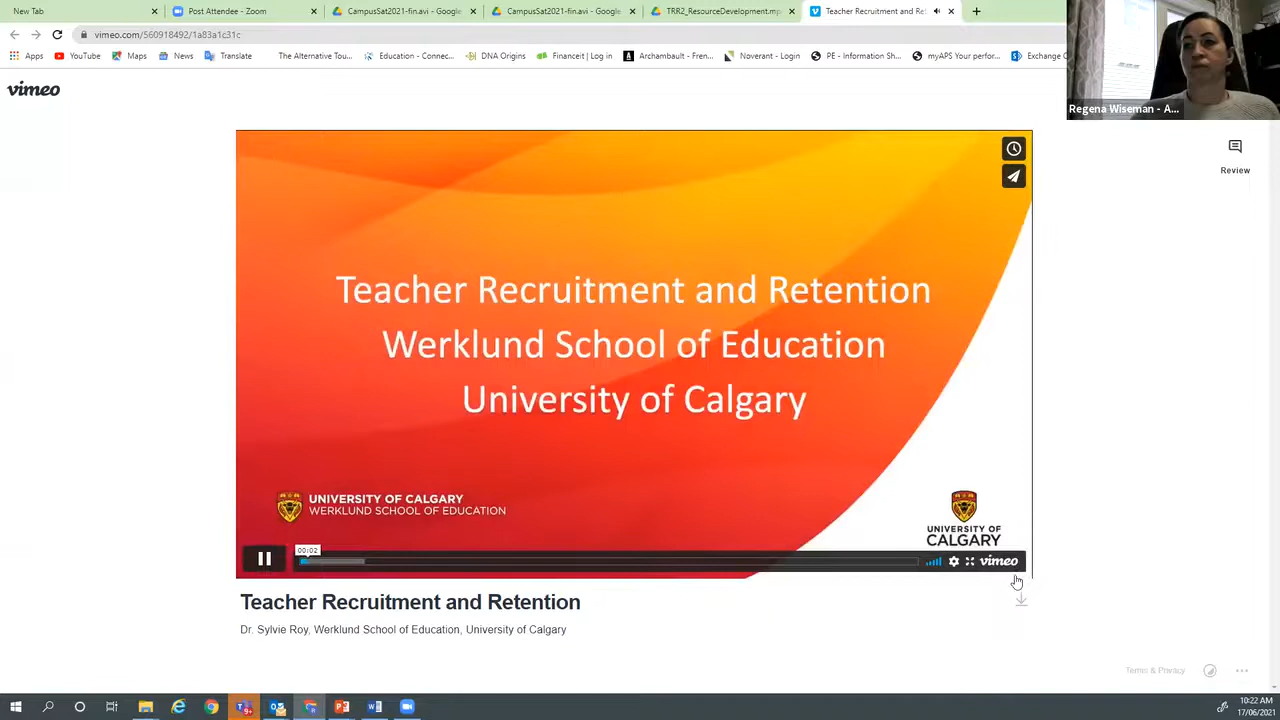 New Tab
Post Attendee - Zoom
CampusSat2021-fin.avi - Google
CampusSat2021-fin.avi - Google
TRR2_ResourceDevelopment.mp
Teacher Recruitment and Re
vimeo.com/560918492/1a83a1c31c
Apps YouTube Maps News Translate The Alternative Tou... Education - Connec... DNA Origins Financeit | Log in Archambault - Fren... Noverant - Login PE - Information Sh... myAPS Your perfor... Exchange O
Regena Wiseman - A...
vimeo
Review
Teacher Recruitment and Retention
Werklund School of Education
University of Calgary
UNIVERSITY OF CALGARY
WERKLUND SCHOOL OF EDUCATION
UNIVERSITY OF
CALGARY
00:02
vimeo
Teacher Recruitment and Retention
Dr. Sylvie Roy, Werklund School of Education, University of Calgary
Terms & Privacy
10:22 AM
17/06/2021